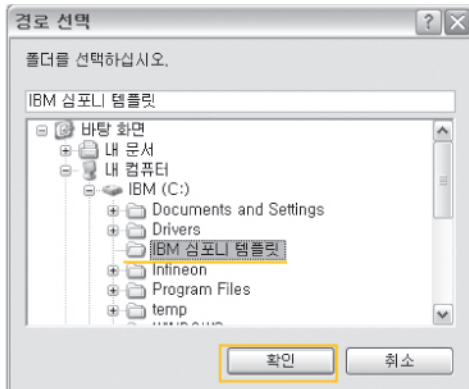 경로 선택
폴더를 선택하십시오.
IBM 심포니 템플릿
바탕 화면
내 문서
내 컴퓨터
IBM (C:)
Documents and Settings
Drivers
IBM 심포니 템플릿
Infineon
Program Files
temp
확인 취소